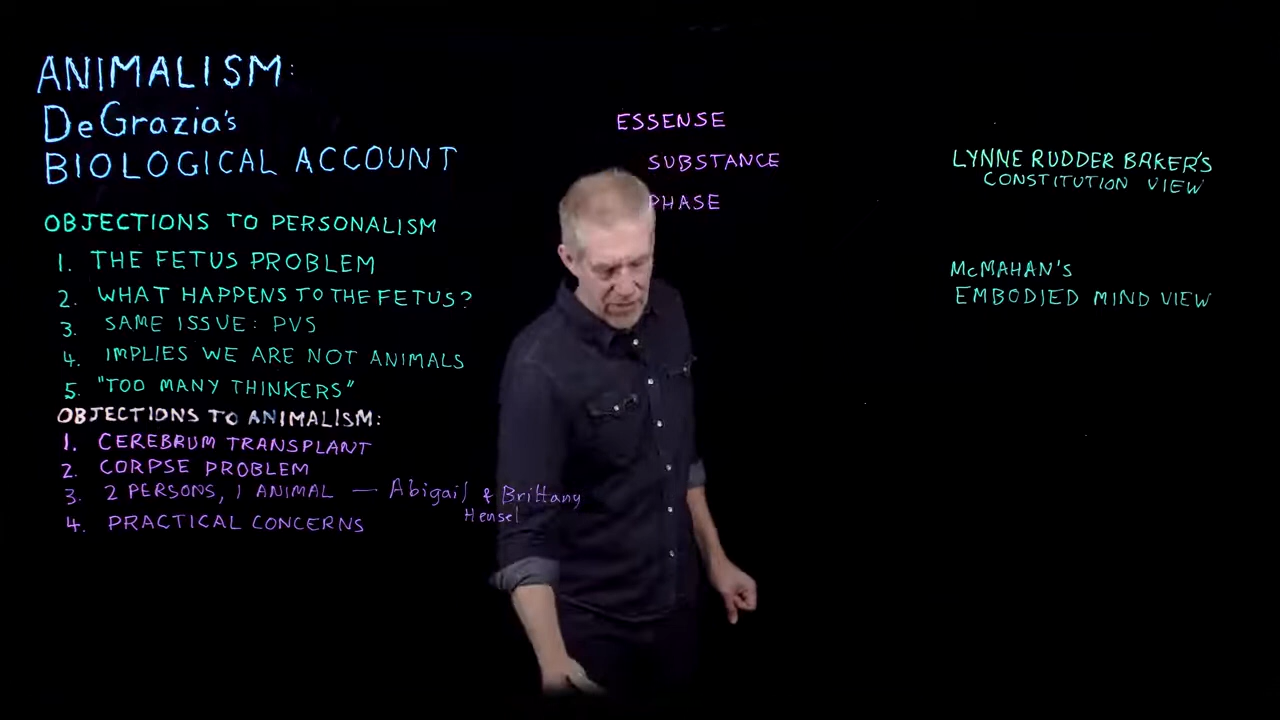 ANIMALISM:
DeGrazia's
BIOLOGICAL ACCOUNT
OBJECTIONS TO PERSONALISM
1. THE FETUS PROBLEM
2. WHAT HAPPENS TO THE FETUS?
3. SAME ISSUE: PVS
4. IMPLIES WE ARE NOT ANIMALS
5. "TOO MANY THINKERS"
OBJECTIONS TO ANIMALISM:
1. CEREBRUM TRANSPLANT
2. CORPSE PROBLEM
3. 2 PERSONS, 1 ANIMAL — Abigail & Brittany
Hensel
4. PRACTICAL CONCERNS
ESSENSE
SUBSTANCE
PHASE
LYNNE RUDDER BAKER'S
CONSTITUTION VIEW
McMAHAN'S
EMBODIED MIND VIEW